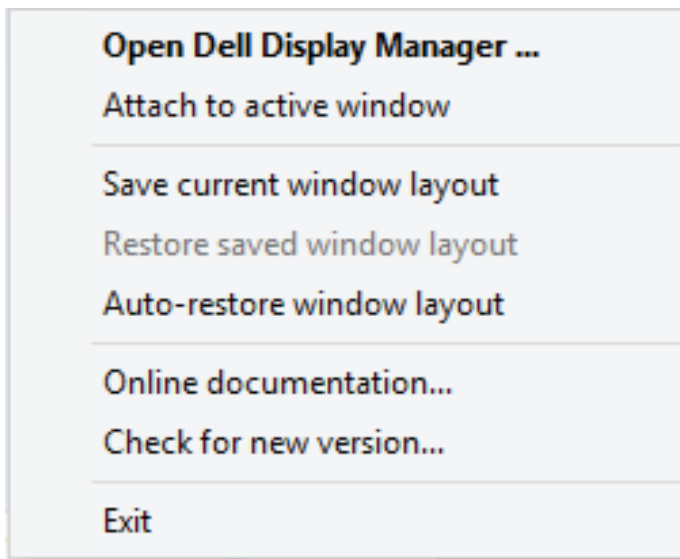 Open Dell Display Manager ...
Attach to active window
Save current window layout
Restore saved window layout
Auto-restore window layout
Online documentation...
Check for new version...
Exit